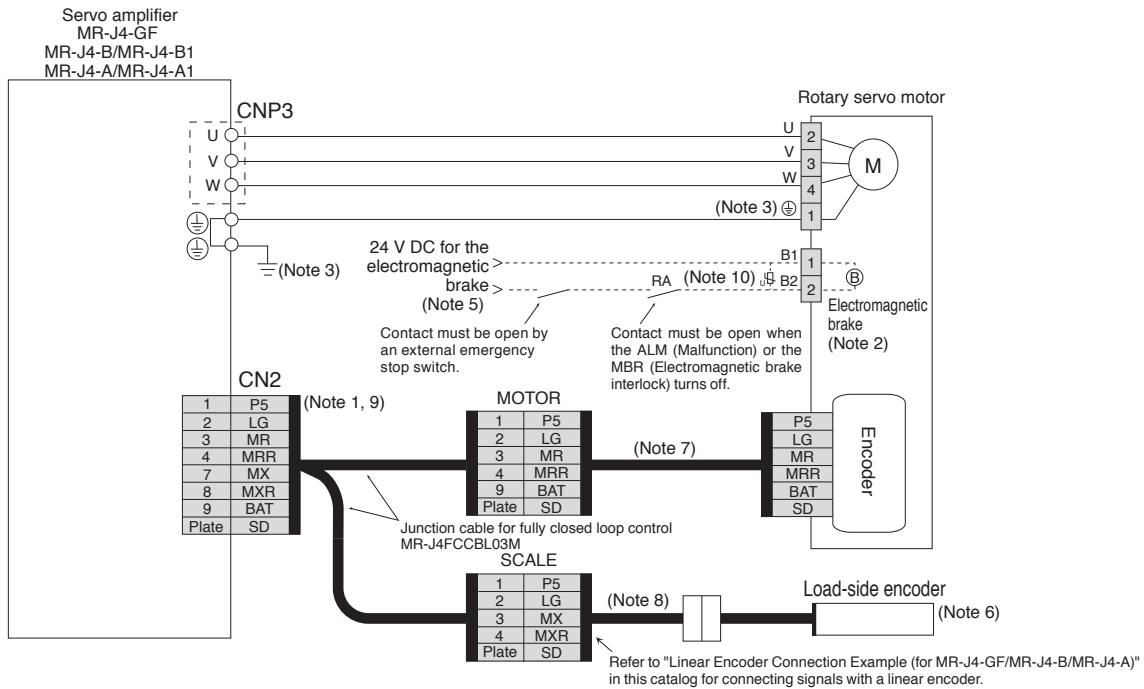 Servo amplifier
MR-J4-GF
MR-J4-B/MR-J4-B1
MR-J4-A/MR-J4-A1
CNP3
U
V
W
(Note 3)
Rotary servo motor
U 2
V 3
W 4
(Note 3) 1
M
24 V DC for the
electromagnetic
brake
(Note 5)
RA
(Note 10)
U
B1 1
B2 2
B
Electromagnetic
brake
(Note 2)
Contact must be open by
an external emergency
stop switch.
Contact must be open when
the ALM (Malfunction) or the
MBR (Electromagnetic brake
interlock) turns off.
CN2
(Note 1, 9)
1 P5
2 LG
3 MR
4 MRR
7 MX
8 MXR
9 BAT
Plate SD
MOTOR
1 P5
2 LG
3 MR
4 MRR
9 BAT
Plate SD
(Note 7)
P5
LG
MR
MRR
BAT
SD
Encoder
Junction cable for fully closed loop control
MR-J4FCCBL03M
SCALE
1 P5
2 LG
3 MX
4 MXR
Plate SD
(Note 8)
Load-side encoder
(Note 6)
Refer to "Linear Encoder Connection Example (for MR-J4-GF/MR-J4-B/MR-J4-A)"
in this catalog for connecting signals with a linear encoder.